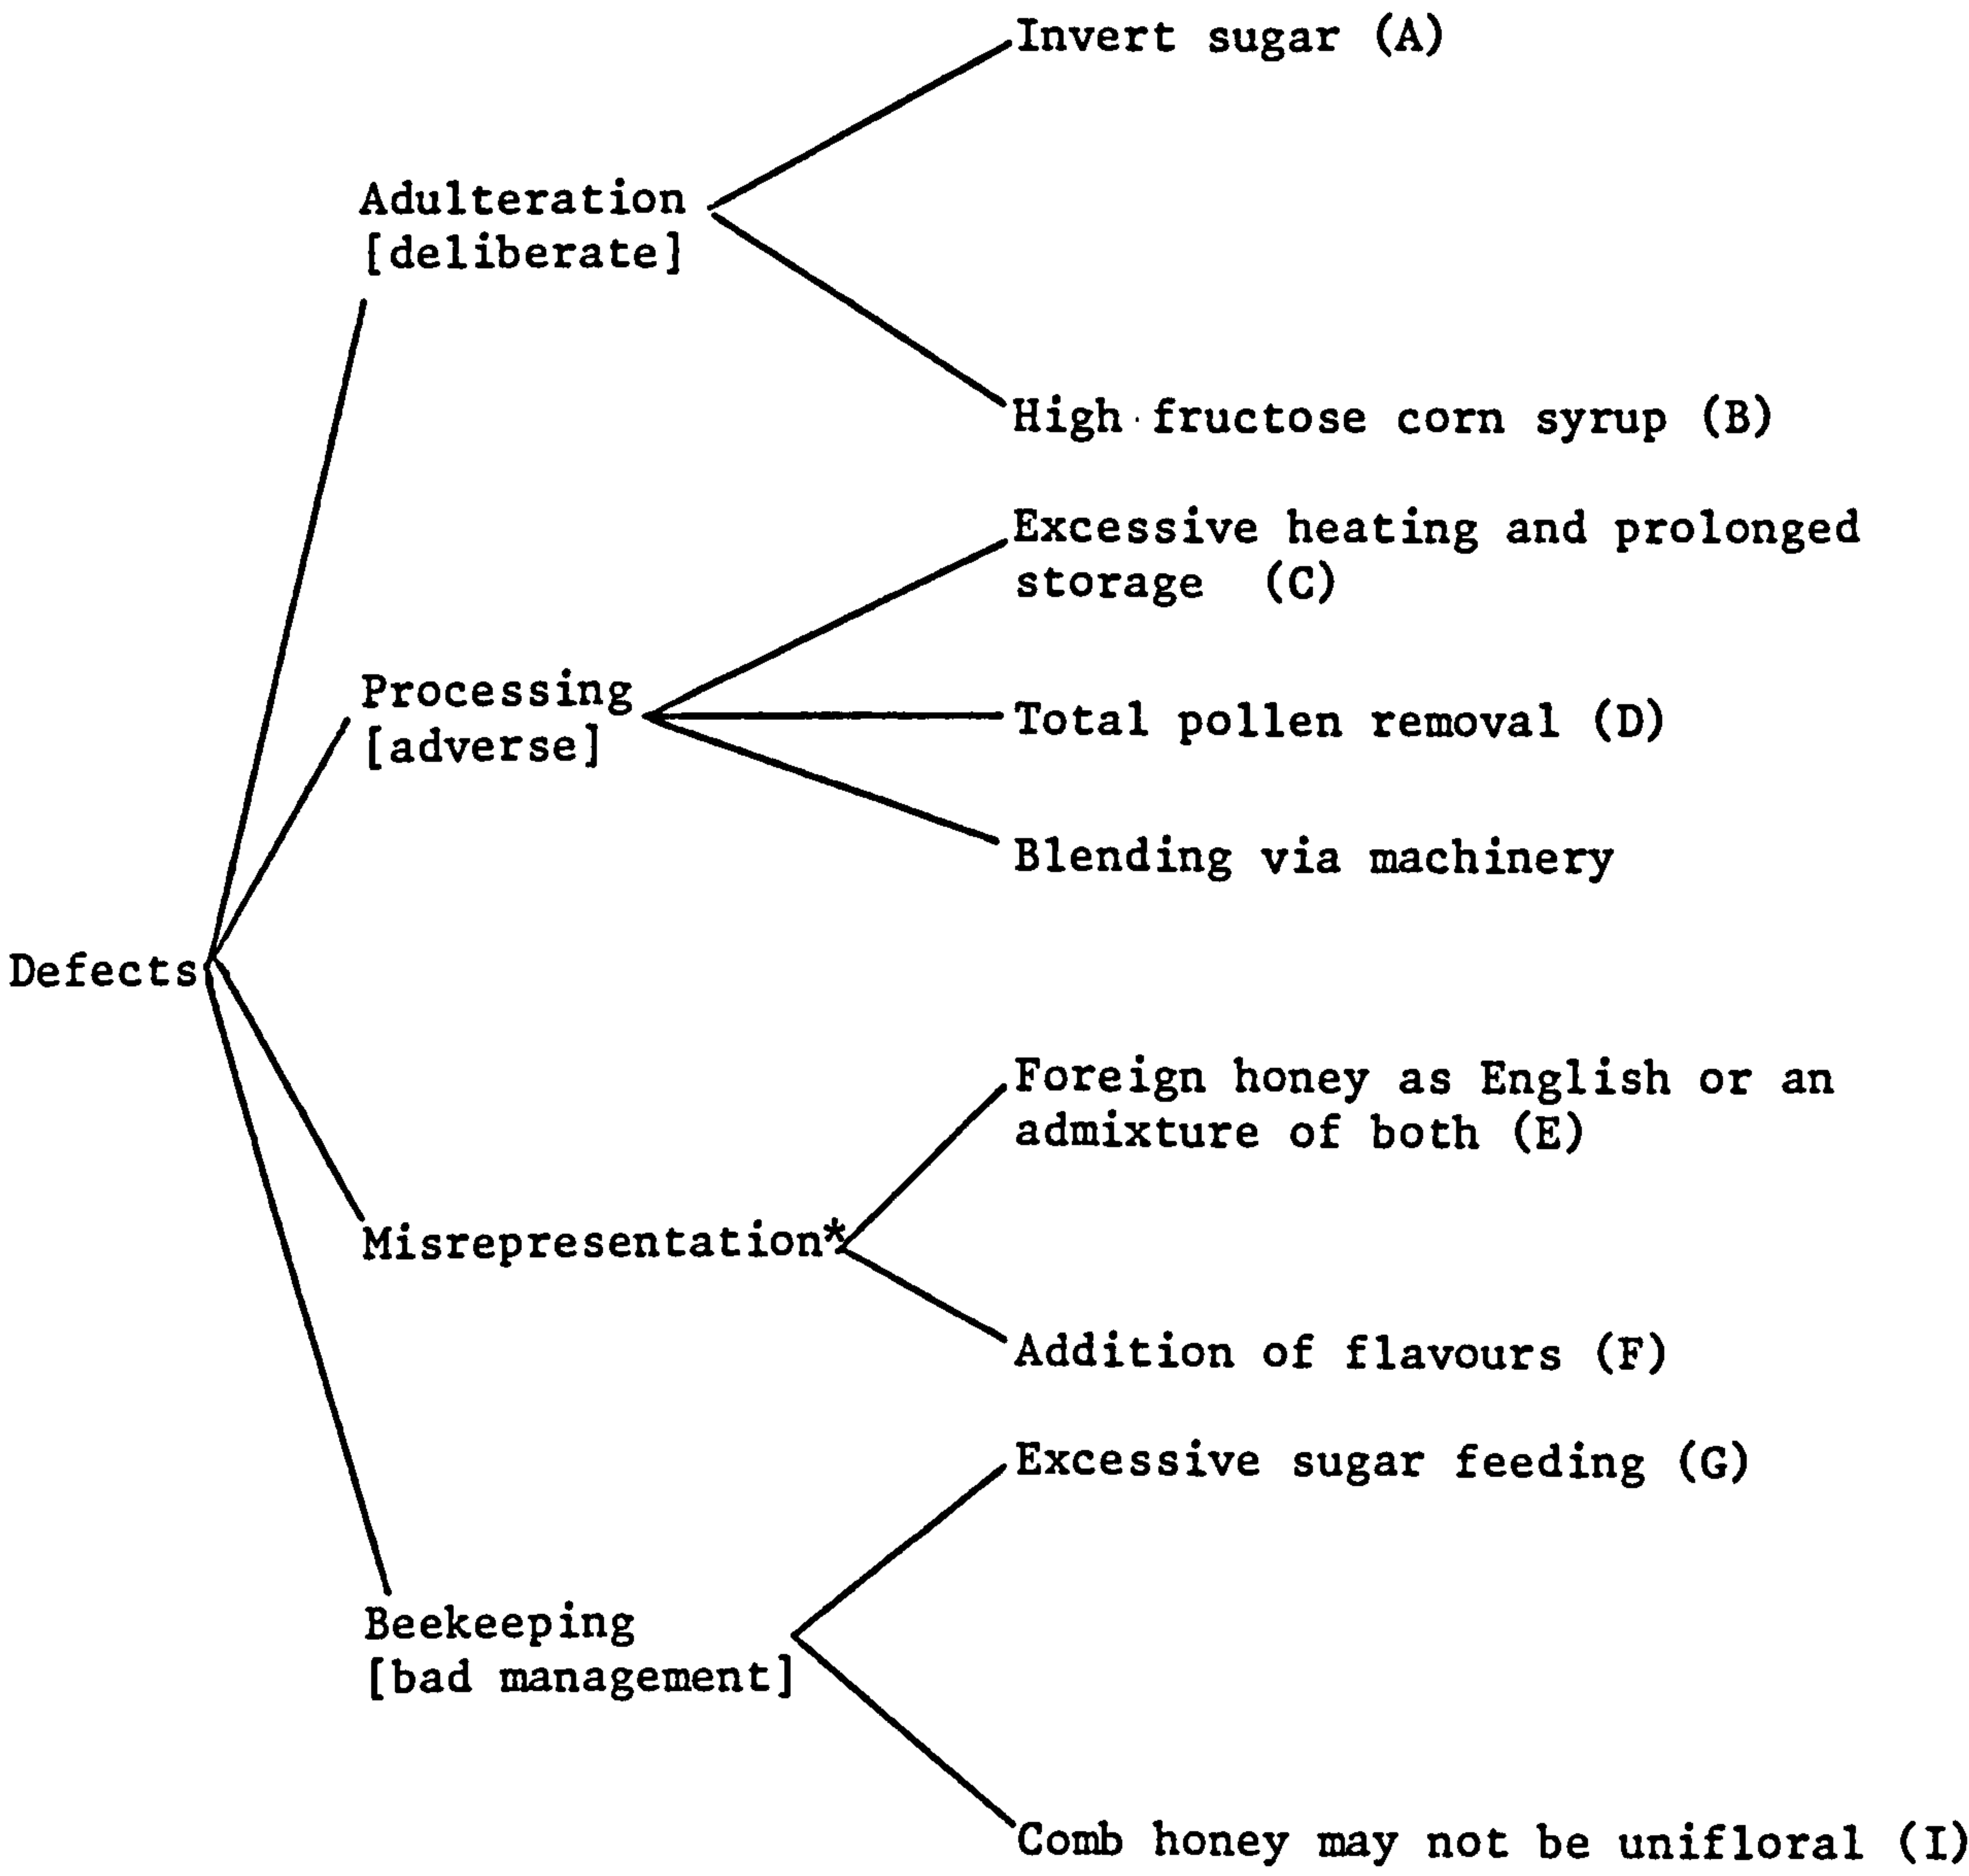 Invert sugar (A)
Adulteration
[deliberate]
High fructose corn syrup (B)
Excessive heating and prolonged
storage (C)
Processing
[adverse]
Total pollen removal (D)
Blending via machinery
Defects
Foreign honey as English or an
admixture of both (E)
Misrepresentation*
Addition of flavours (F)
Excessive sugar feeding (G)
Beekeeping
[bad management]
Comb honey may not be unifloral (I)